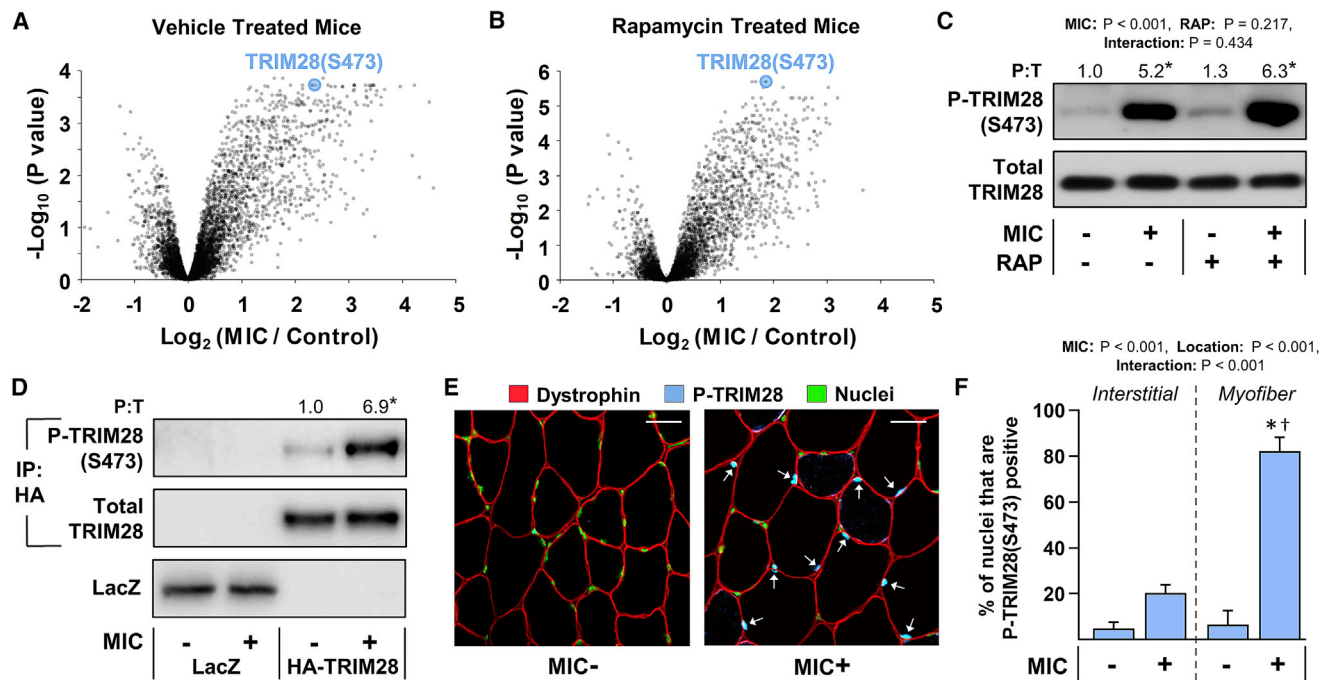 A
Vehicle Treated Mice
TRIM28(S473)
4
3
2
1
0
-Log10 (P value)
-2
-1
0
1
2
3
4
5
Log2 (MIC / Control)
B
Rapamycin Treated Mice
TRIM28(S473)
6
5
4
3
2
1
0
-Log10 (P value)
-2
-1
0
1
2
3
4
5
Log2 (MIC / Control)
C
MIC: P < 0.001, RAP: P = 0.217,
Interaction: P = 0.434
P:T 1.0 5.2* 1.3 6.3*
P-TRIM28
(S473)
Total
TRIM28
MIC - + - +
RAP - - + +
D
P:T 1.0 6.9*
IP:
HA
P-TRIM28
(S473)
Total
TRIM28
LacZ
MIC - + - +
LacZ HA-TRIM28
E
Dystrophin P-TRIM28 Nuclei
MIC- MIC+
F
MIC: P < 0.001, Location: P < 0.001,
Interaction: P < 0.001
Interstitial Myofiber
100
80
60
40
20
% of nuclei that are
P-TRIM28(S473) positive
*†
MIC - + - +